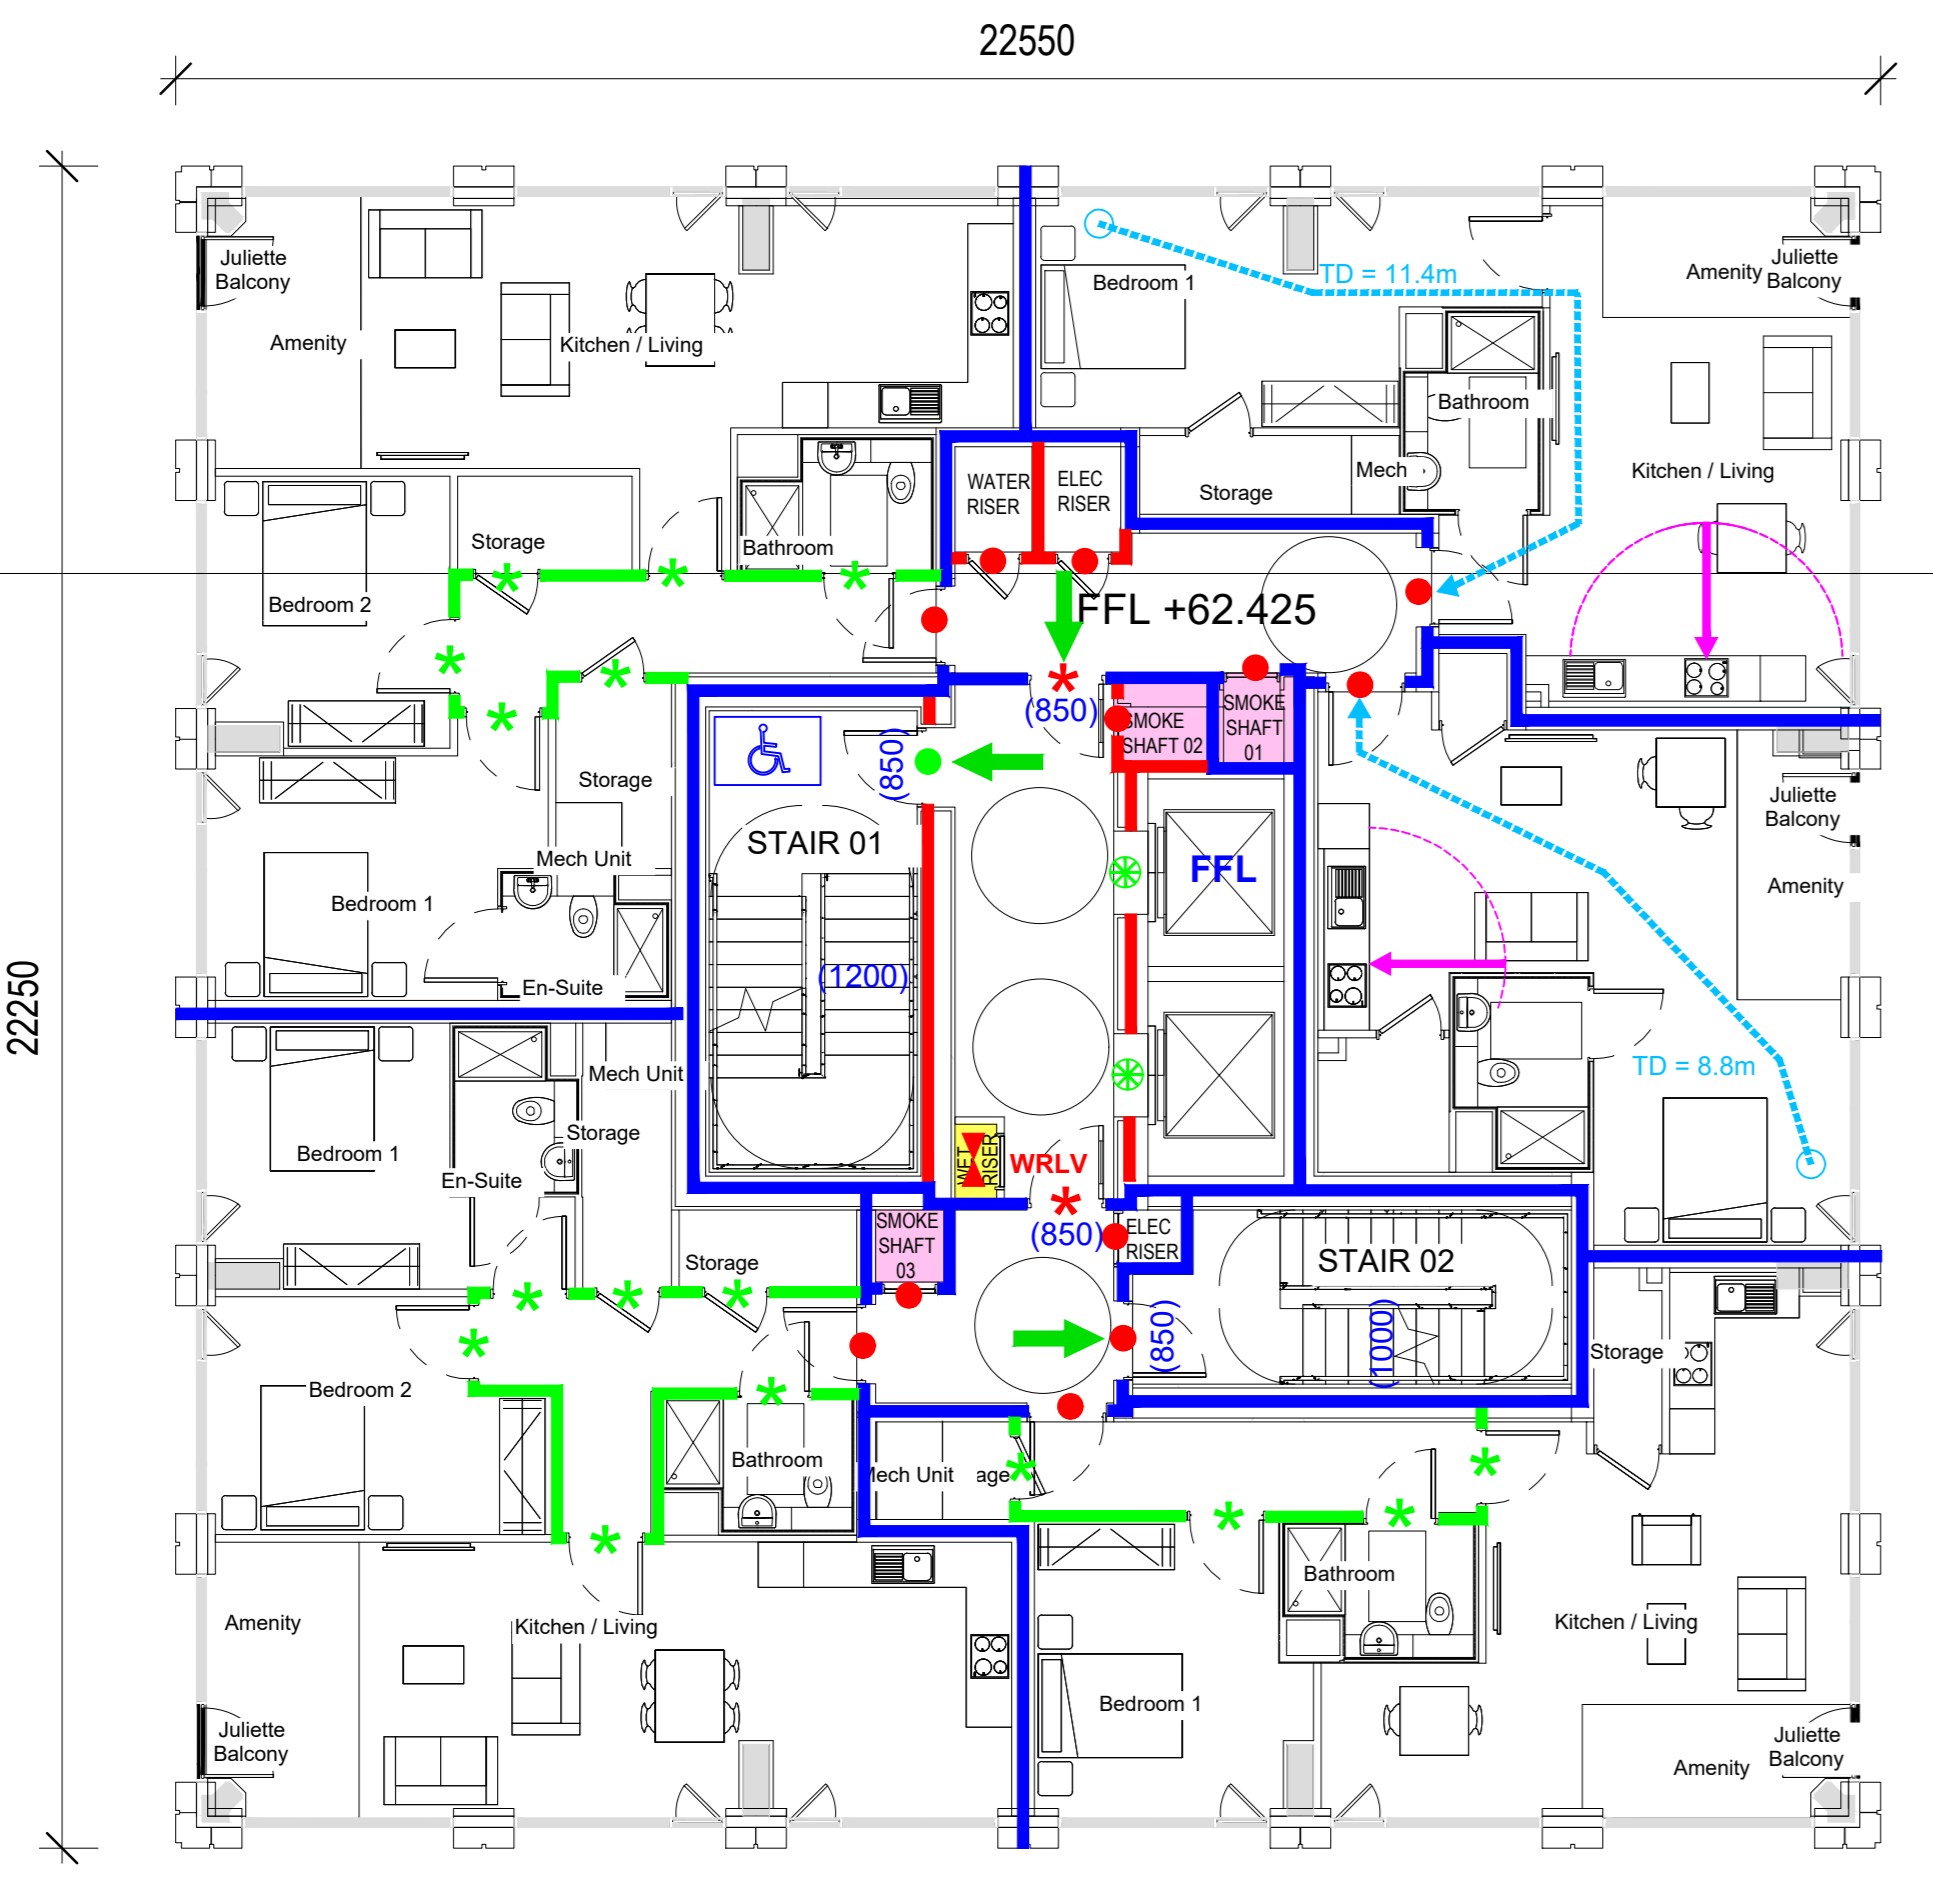 22550
22250
Juliette
Balcony
Amenity
Kitchen / Living
Bedroom 1
TD = 11.4m
Amenity
Juliette
Balcony
Bathroom
Kitchen / Living
Mech
Storage
WATER
RISER
ELEC
RISER
Storage
Bathroom
Bedroom 2
FFL +62.425
(850)
SMOKE
SHAFT 02
SMOKE
SHAFT
01
(850)
Storage
STAIR 01
Mech Unit
FFL
Juliette
Balcony
Amenity
Bedroom 1
(1200)
En-Suite
Mech Unit
TD = 8.8m
Storage
Bedroom 1
En-Suite
WET
RISER
WRLV
(850)
ELEC
RISER
SMOKE
SHAFT
03
Storage
STAIR 02
(850)
(1000)
Storage
Bedroom 2
Bathroom
Mech Unit
age
Bathroom
Amenity
Kitchen / Living
Kitchen / Living
Bedroom 1
Juliette
Balcony
Amenity
Juliette
Balcony